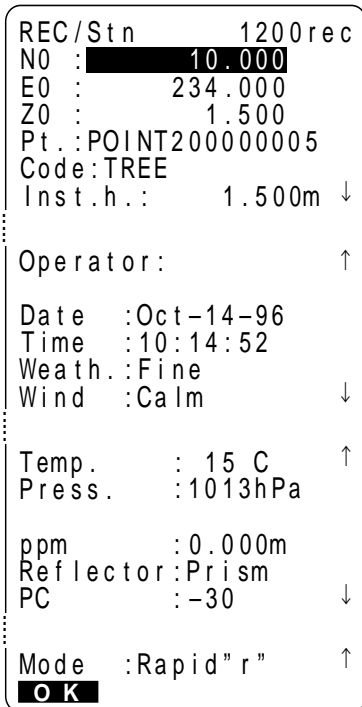 REC/Stn 1200rec
N0 : 10.000
E0 : 234.000
Z0 : 1.500
Pt.:POINT200000005
Code:TREE
Inst.h.: 1.500m ↓
Operator: ↑
Date :Oct–14–96
Time :10:14:52
Weath.:Fine
Wind :Calm ↓
Temp. : 15 C ↑
Press. :1013hPa
ppm :0.000m
Reflector:Prism
PC :–30 ↓
Mode :Rapid”r” ↑
OK